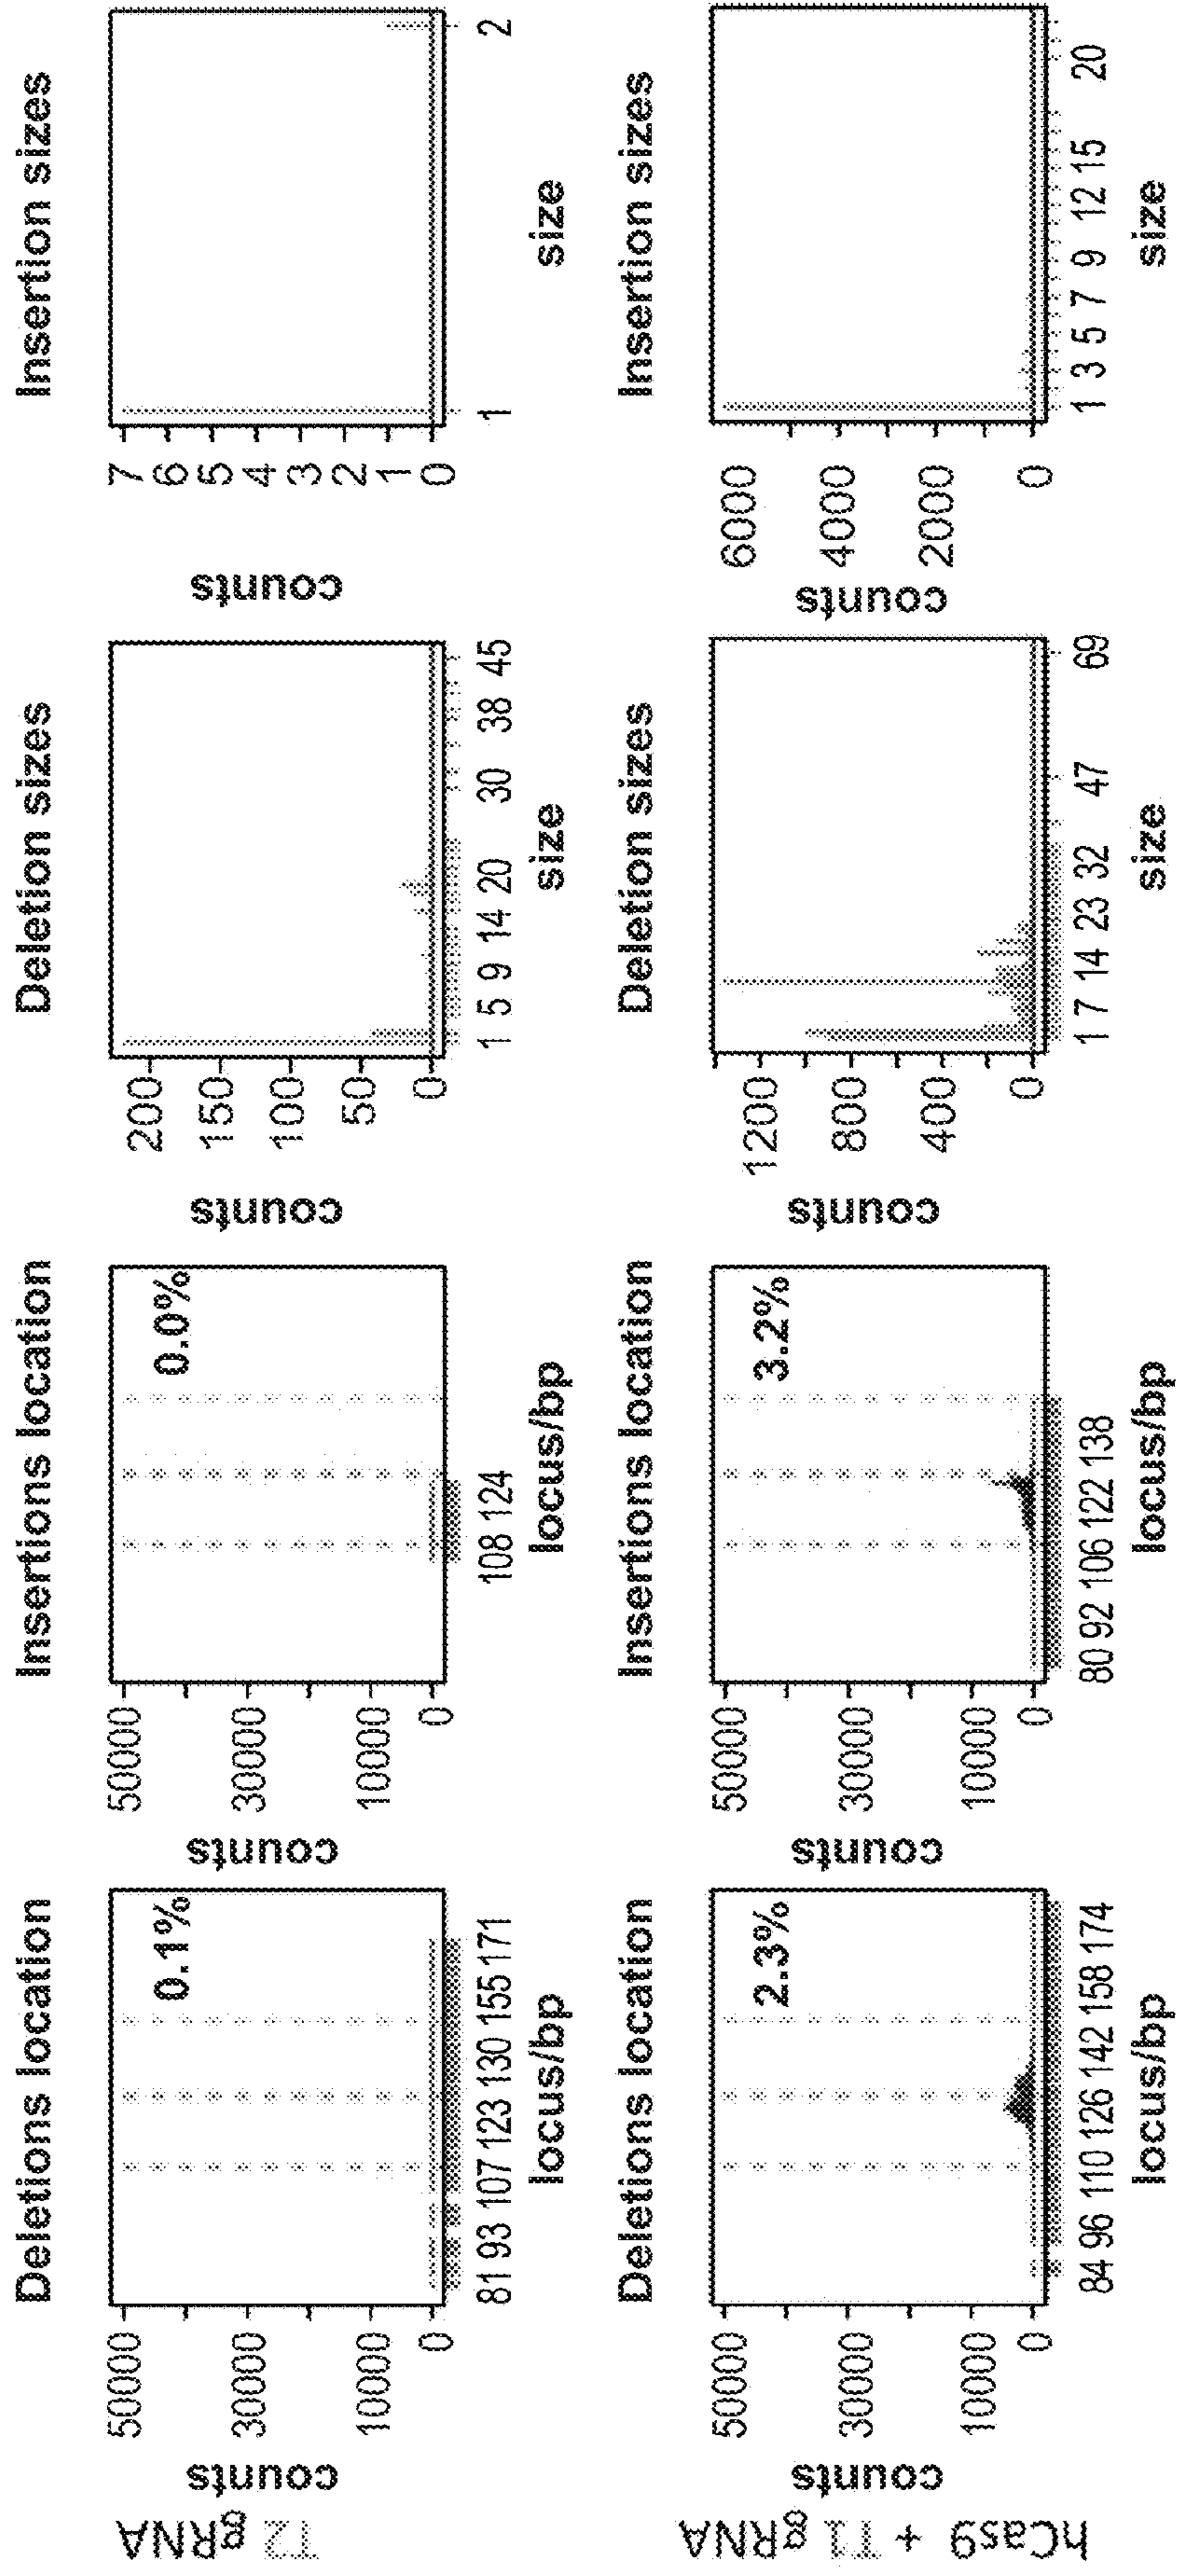 T2 gRNA
Deletions location
counts
50000
30000
10000
0
0.1%
81 93 107 123 130 155 171
locus/bp
Insertions location
counts
50000
30000
10000
0
0.0%
108 124
locus/bp
Deletion sizes
counts
200
150
100
50
0
1 5 9 14 20 30 38 45
size
Insertion sizes
counts
7
6
5
4
3
2
1
0
1 2
size
hCas9 + T1 gRNA
Deletions location
counts
50000
30000
10000
0
2.3%
84 96 110 126 142 158 174
locus/bp
Insertions location
counts
50000
30000
10000
0
3.2%
80 92 106 122 138
locus/bp
Deletion sizes
counts
1200
800
400
0
1 7 14 23 32 47 69
size
Insertion sizes
counts
6000
4000
2000
0
1 3 5 7 9 12 15 20
size